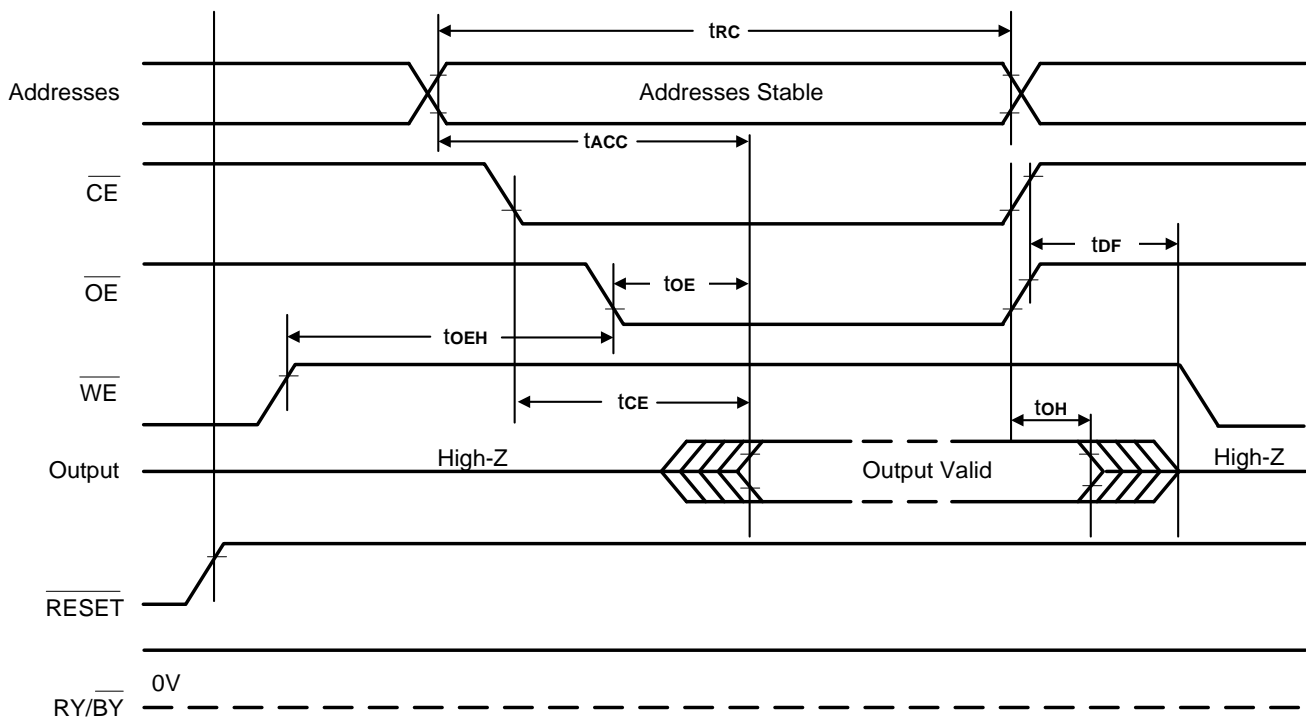 tRC
Addresses
Addresses Stable
tACC
CE
tDF
OE
tOE
tOEH
WE
tCE
tOH
Output
High-Z
Output Valid
High-Z
RESET
0V
RY/BY